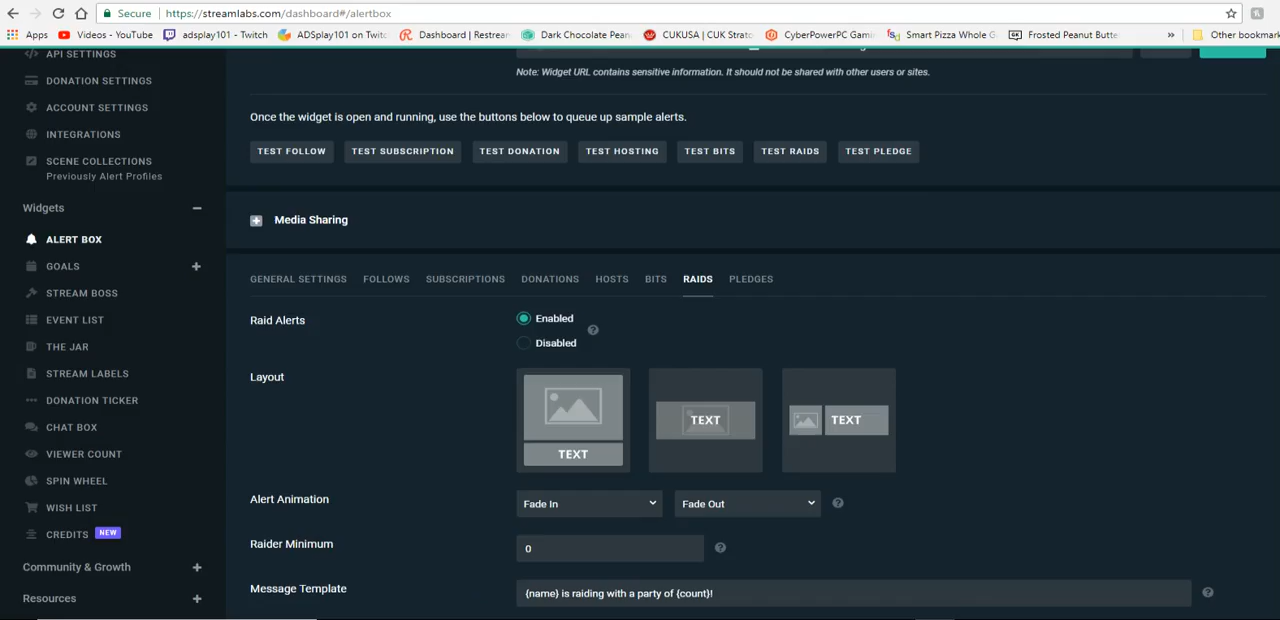 Secure https://streamlabs.com/dashboard#/alertbox
Apps Videos - YouTube adsplay101 - Twitch ADSplay101 on Twitc Dashboard | Restrean Dark Chocolate Pean CUKUSA | CUK Strato CyberPowerPC Gami Smart Pizza Whole G Frosted Peanut Butte » Other bookmark
API SETTINGS
DONATION SETTINGS
ACCOUNT SETTINGS
INTEGRATIONS
SCENE COLLECTIONS
Previously Alert Profiles
Widgets
ALERT BOX
GOALS
STREAM BOSS
EVENT LIST
THE JAR
STREAM LABELS
DONATION TICKER
CHAT BOX
VIEWER COUNT
SPIN WHEEL
WISH LIST
CREDITS NEW
Community & Growth
Resources
Note: Widget URL contains sensitive information. It should not be shared with other users or sites.
Once the widget is open and running, use the buttons below to queue up sample alerts.
TEST FOLLOW TEST SUBSCRIPTION TEST DONATION TEST HOSTING TEST BITS TEST RAIDS TEST PLEDGE
Media Sharing
GENERAL SETTINGS FOLLOWS SUBSCRIPTIONS DONATIONS HOSTS BITS RAIDS PLEDGES
Raid Alerts Enabled
Disabled
Layout
TEXT TEXT TEXT
Alert Animation Fade In Fade Out
Raider Minimum 0
Message Template {name} is raiding with a party of {count}!